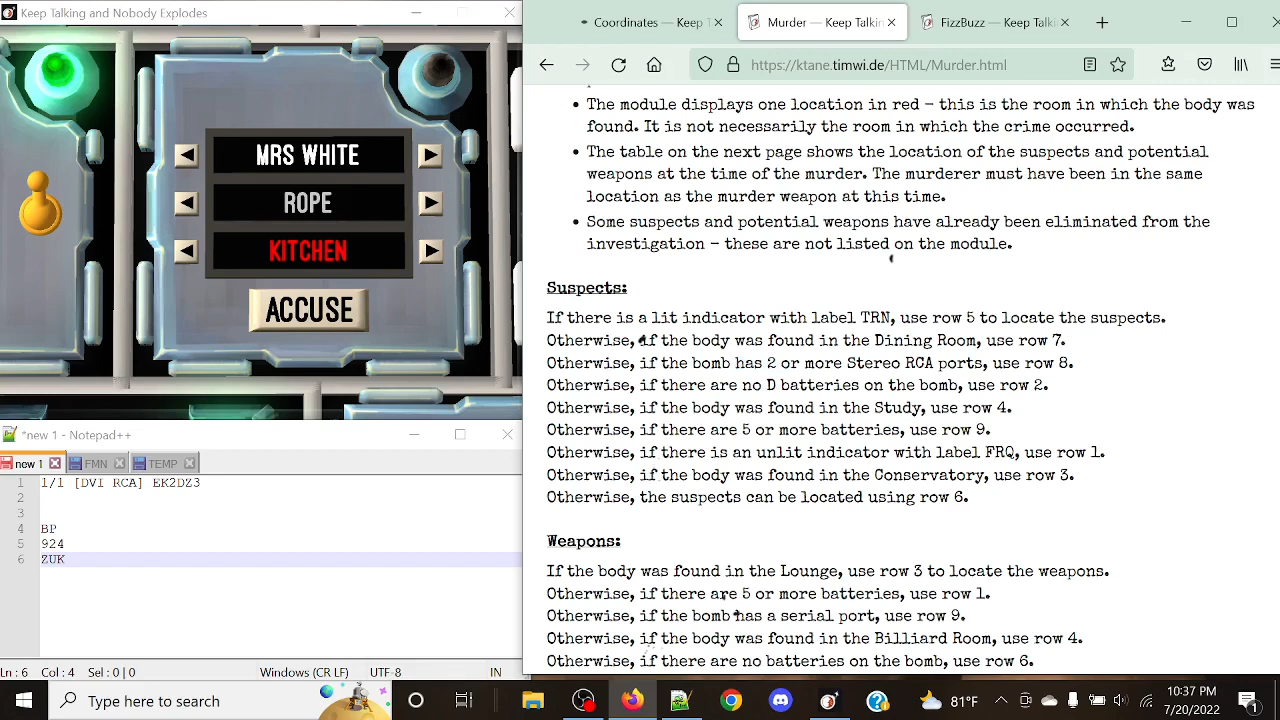 Keep Talking and Nobody Explodes
MRS WHITE
ROPE
KITCHEN
ACCUSE
*new 1 - Notepad++
new 1
FMN
TEMP
1 1/1 [DVI RCA] EK2DZ3
2
3
4 BP
5 924
6 ZUK
Ln : 6 Col : 4 Sel : 0 | 0 Windows (CR LF) UTF-8 IN
Coordinates — Keep T
Murder — Keep Talkin
FizzBuzz — Keep Talki
https://ktane.timwi.de/HTML/Murder.html
• The module displays one location in red – this is the room in which the body was
found. It is not necessarily the room in which the crime occurred.
• The table on the next page shows the location of the suspects and potential
weapons at the time of the murder. The murderer must have been in the same
location as the murder weapon at this time.
• Some suspects and potential weapons have already been eliminated from the
investigation – these are not listed on the module.
Suspects:
If there is a lit indicator with label TRN, use row 5 to locate the suspects.
Otherwise, if the body was found in the Dining Room, use row 7.
Otherwise, if the bomb has 2 or more Stereo RCA ports, use row 8.
Otherwise, if there are no D batteries on the bomb, use row 2.
Otherwise, if the body was found in the Study, use row 4.
Otherwise, if there are 5 or more batteries, use row 9.
Otherwise, if there is an unlit indicator with label FRQ, use row 1.
Otherwise, if the body was found in the Conservatory, use row 3.
Otherwise, the suspects can be located using row 6.
Weapons:
If the body was found in the Lounge, use row 3 to locate the weapons.
Otherwise, if there are 5 or more batteries, use row 1.
Otherwise, if the bomb has a serial port, use row 9.
Otherwise, if the body was found in the Billiard Room, use row 4.
Otherwise, if there are no batteries on the bomb, use row 6.
Type here to search
81°F
10:37 PM
7/20/2022
1